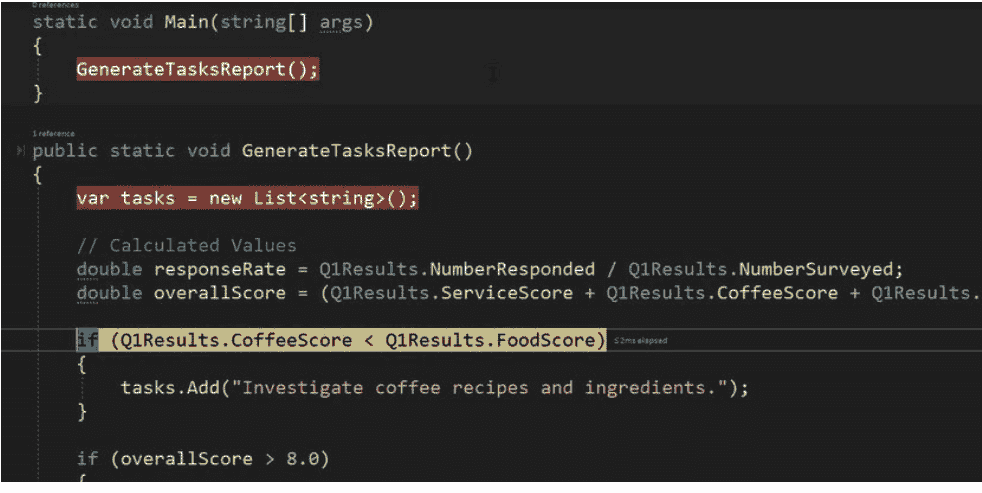 0 references
static void Main(string[] args)
{
GenerateTasksReport();
}
1 reference
public static void GenerateTasksReport()
{
var tasks = new List<string>();
// Calculated Values
double responseRate = Q1Results.NumberResponded / Q1Results.NumberSurveyed;
double overallScore = (Q1Results.ServiceScore + Q1Results.CoffeeScore + Q1Results.
if (Q1Results.CoffeeScore < Q1Results.FoodScore) ≤ 2ms elapsed
{
tasks.Add("Investigate coffee recipes and ingredients.");
}
if (overallScore > 8.0)
{